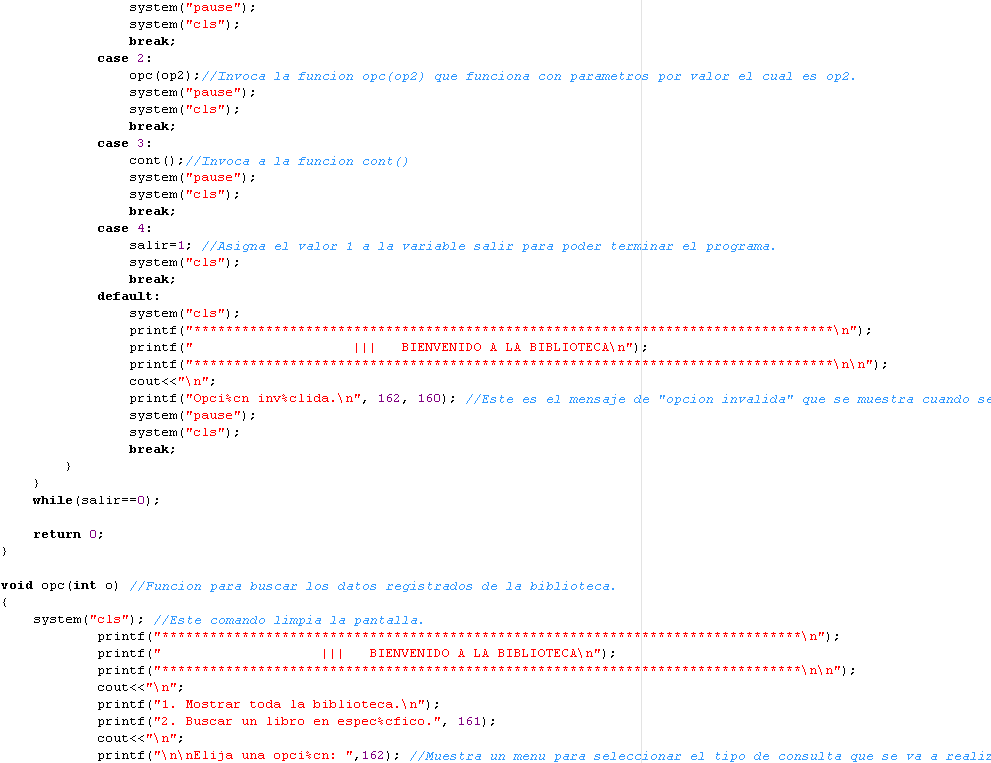 system("pause");
system("cls");
break;
case 2:
opc(op2);//Invoca la funcion opc(op2) que funciona con parametros por valor el cual es op2.
system("pause");
system("cls");
break;
case 3:
cont();//Invoca a la funcion cont()
system("pause");
system("cls");
break;
case 4:
salir=1; //Asigna el valor 1 a la variable salir para poder terminar el programa.
system("cls");
break;
default:
system("cls");
printf("********************************************************************************\n");
printf("                    |||   BIENVENIDO A LA BIBLIOTECA\n");
printf("********************************************************************************\n\n");
cout<<"\n";
printf("Opci%cn inv%clida.\n", 162, 160); //Este es el mensaje de "opcion invalida" que se muestra cuando se
system("pause");
system("cls");
break;
}
}
while(salir==0);
return 0;
}
void opc(int o) //Funcion para buscar los datos registrados de la biblioteca.
{
system("cls"); //Este comando limpia la pantalla.
printf("********************************************************************************\n");
printf("                    |||   BIENVENIDO A LA BIBLIOTECA\n");
printf("********************************************************************************\n\n");
cout<<"\n";
printf("1. Mostrar toda la biblioteca.\n");
printf("2. Buscar un libro en espec%cfico.", 161);
cout<<"\n";
printf("\n\nElija una opci%cn: ",162); //Muestra un menu para seleccionar el tipo de consulta que se va a realiz